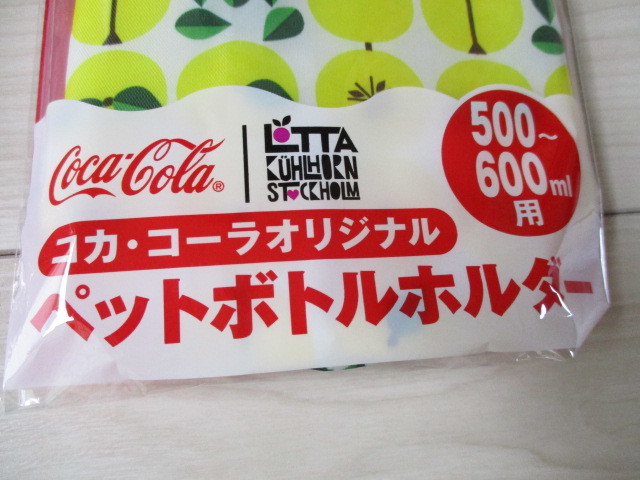 Coca-Cola®
LOTTA
KÜHLHORN
STOCKHOLM
500〜
600ml
用
コカ・コーラオリジナル
ペットボトルホルダー